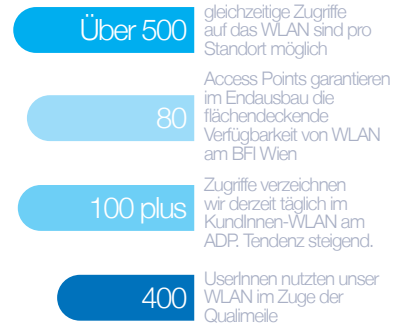 Über 500
gleichzeitige Zugriffe
auf das WLAN sind pro
Standort möglich
80
Access Points garantieren
im Endausbau die
flächendeckende
Verfügbarkeit von WLAN
am BFI Wien
100 plus
Zugriffe verzeichnen
wir derzeit täglich im
KundInnen-WLAN am
ADP. Tendenz steigend.
400
UserInnen nutzten unser
WLAN im Zuge der
Qualimeile